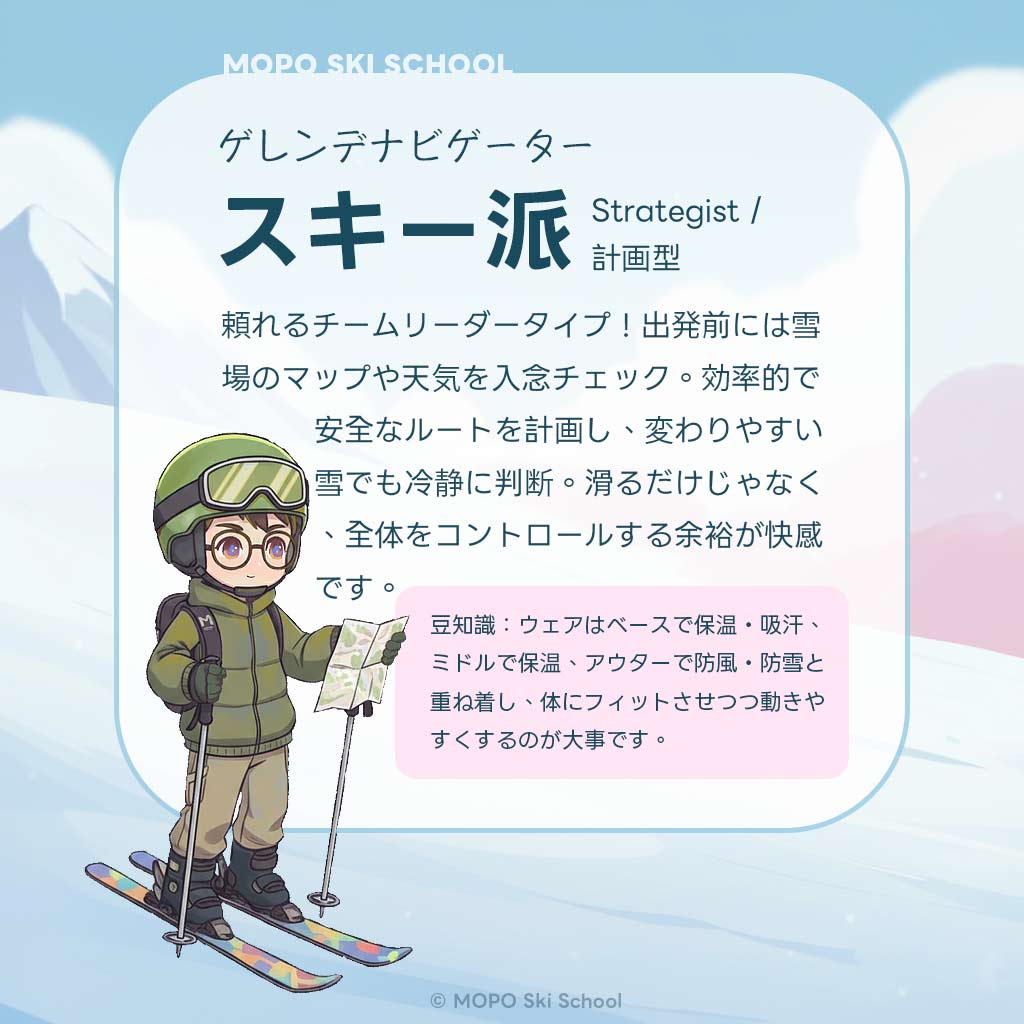 MOPO SKI SCHOOL
ゲレンデナビゲーター
スキー派
Strategist /
計画型
頼れるチームリーダータイプ！出発前には雪
場のマップや天気を入念チェック。効率的で
安全なルートを計画し、変わりやすい
雪でも冷静に判断。滑るだけじゃなく
、全体をコントロールする余裕が快感
です。
豆知識：ウェアはベースで保温・吸汗、
ミドルで保温、アウターで防風・防雪と
重ね着し、体にフィットさせつつ動きや
すくするのが大事です。
M
© MOPO Ski School